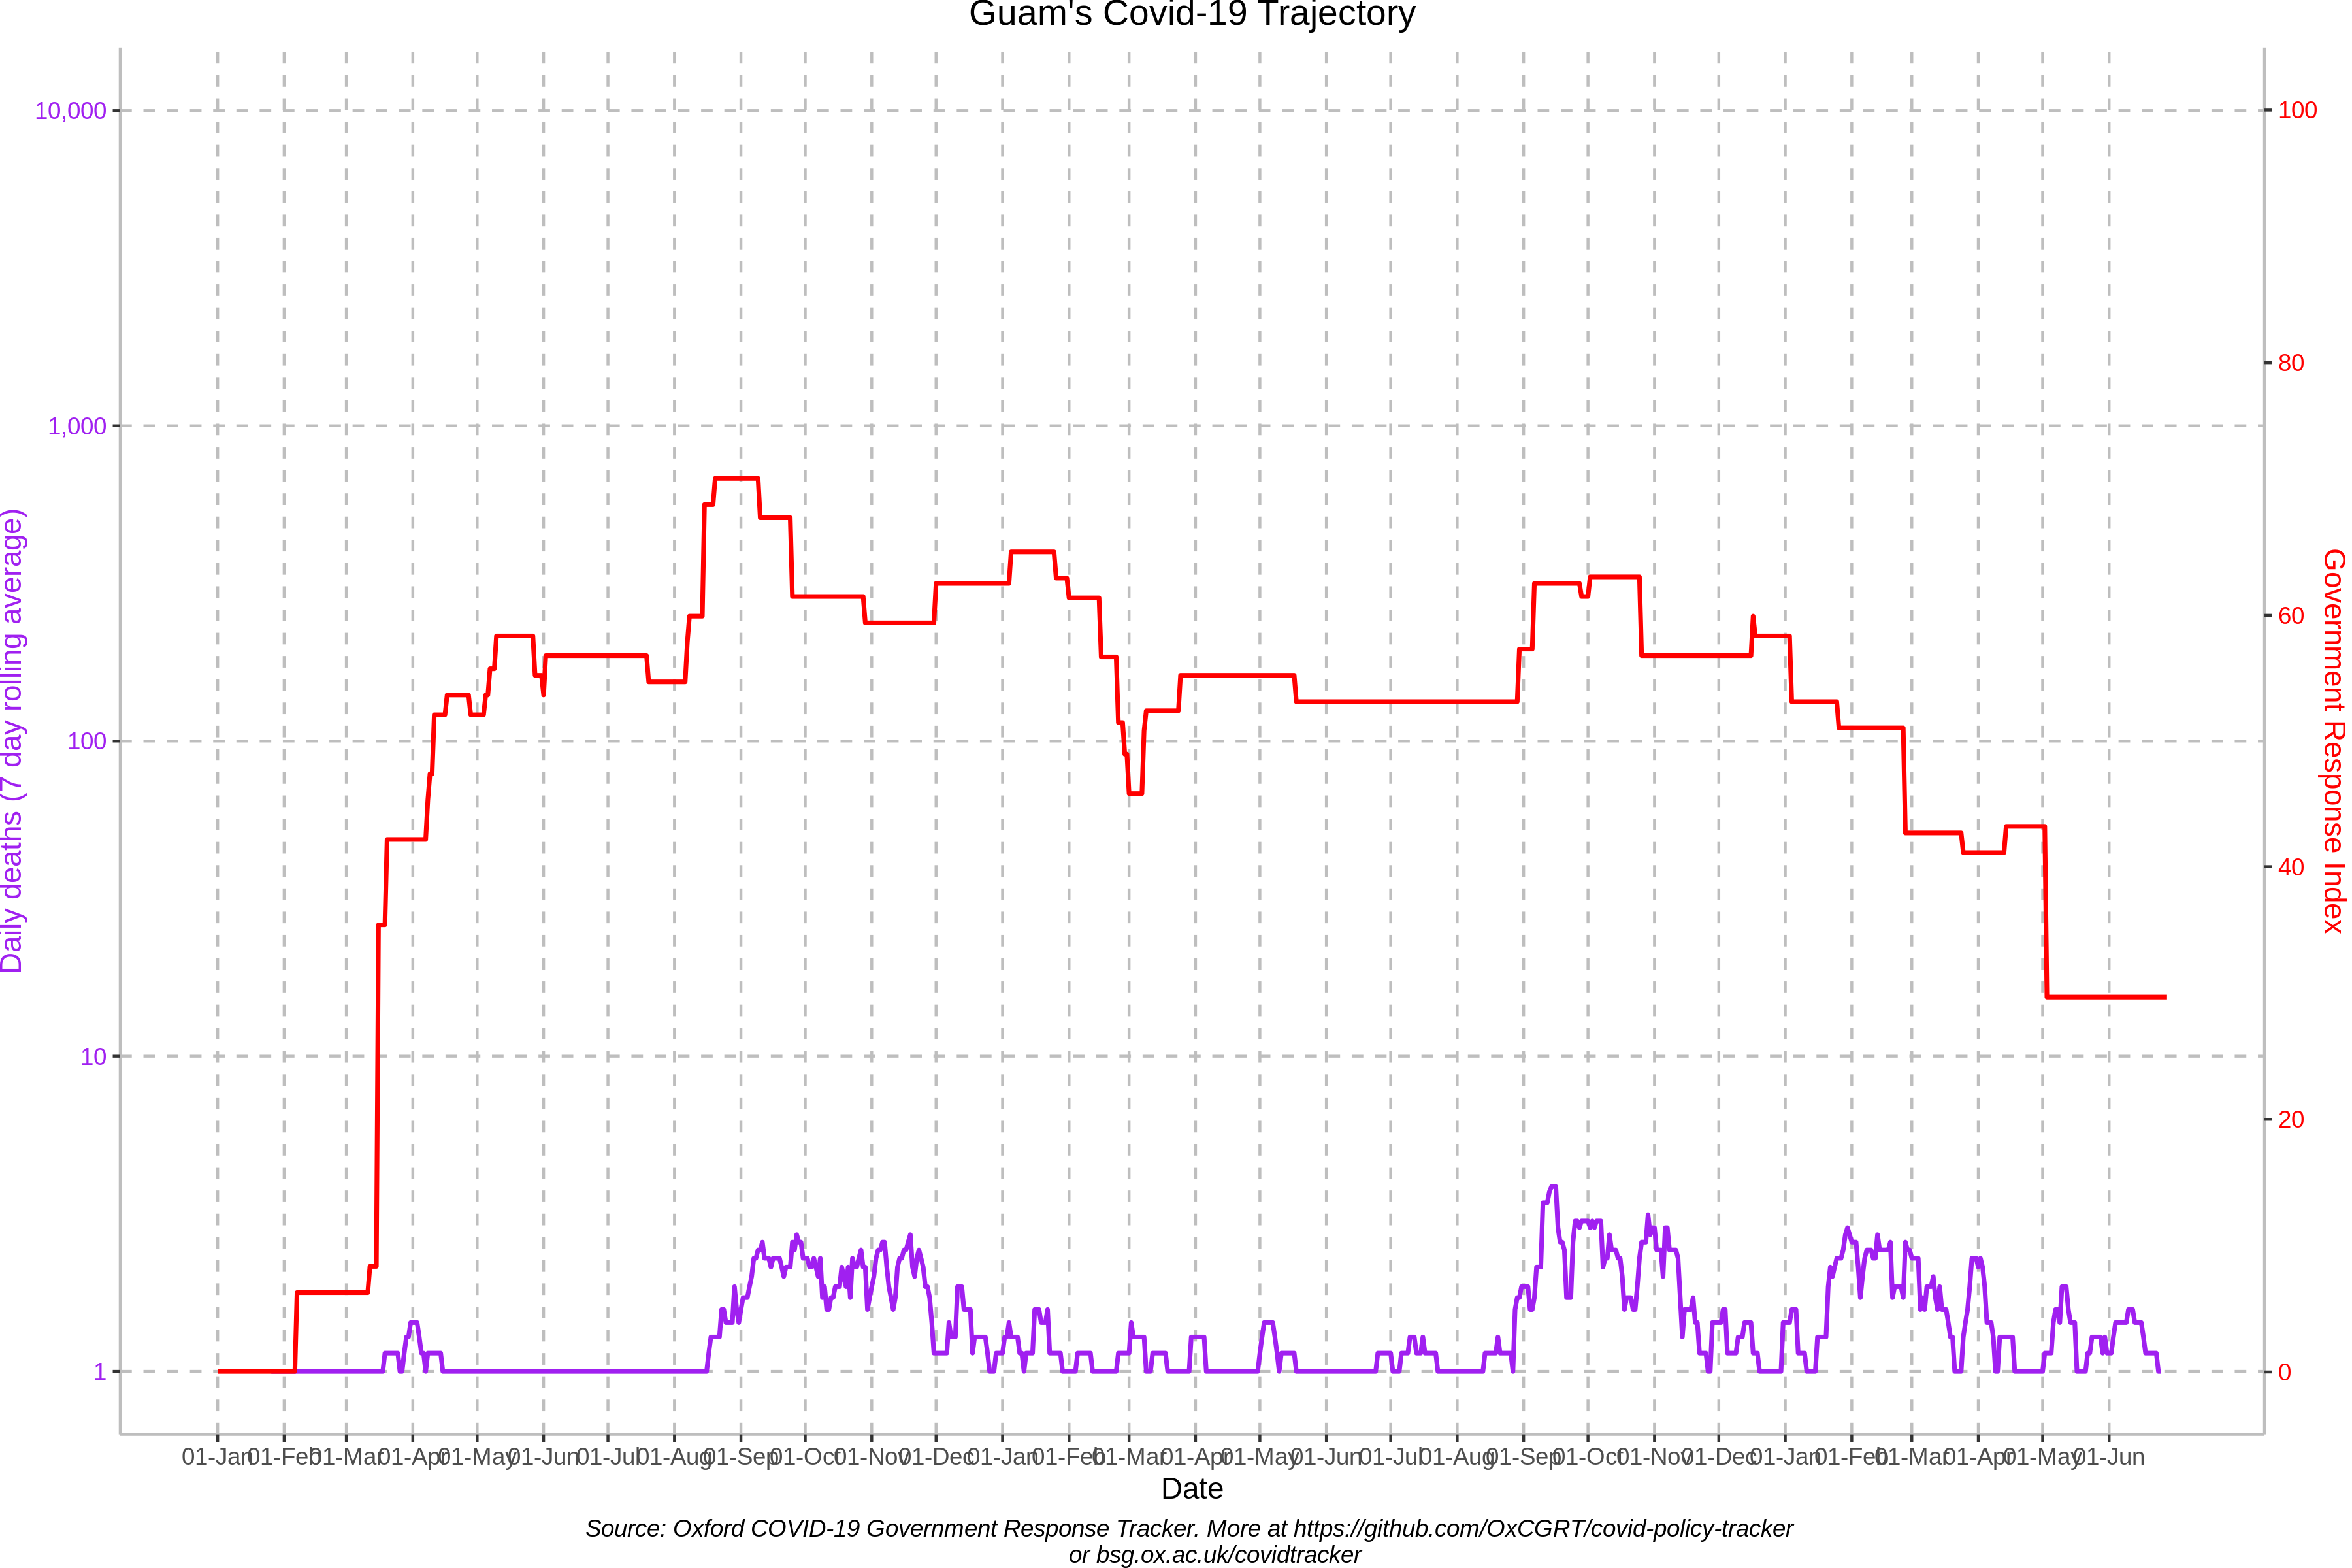 Guam's Covid-19 Trajectory
10,000
1,000
100
10
1
Daily deaths (7 day rolling average)
100
80
60
40
20
0
Government Response Index
01-Jan 01-Feb 01-Mar 01-Apr 01-May 01-Jun 01-Jul 01-Aug 01-Sep 01-Oct 01-Nov 01-Dec 01-Jan 01-Feb 01-Mar 01-Apr 01-May 01-Jun 01-Jul 01-Aug 01-Sep 01-Oct 01-Nov 01-Dec 01-Jan 01-Feb 01-Mar 01-Apr 01-May 01-Jun
Date
Source: Oxford COVID-19 Government Response Tracker. More at https://github.com/OxCGRT/covid-policy-tracker
or bsg.ox.ac.uk/covidtracker